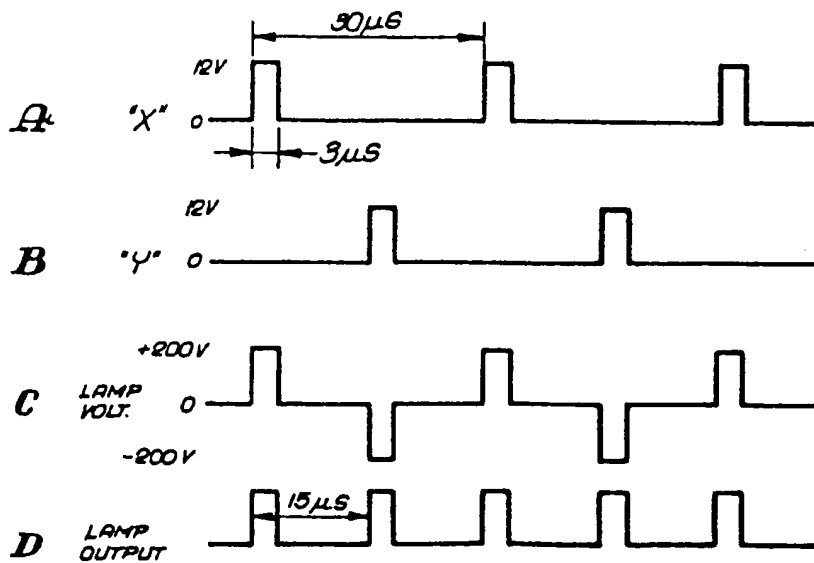 30µS
12V
A "X" 0
3µS
12V
B "Y" 0
+200V
C LAMP VOLT. 0
-200V
15µS
D LAMP OUTPUT